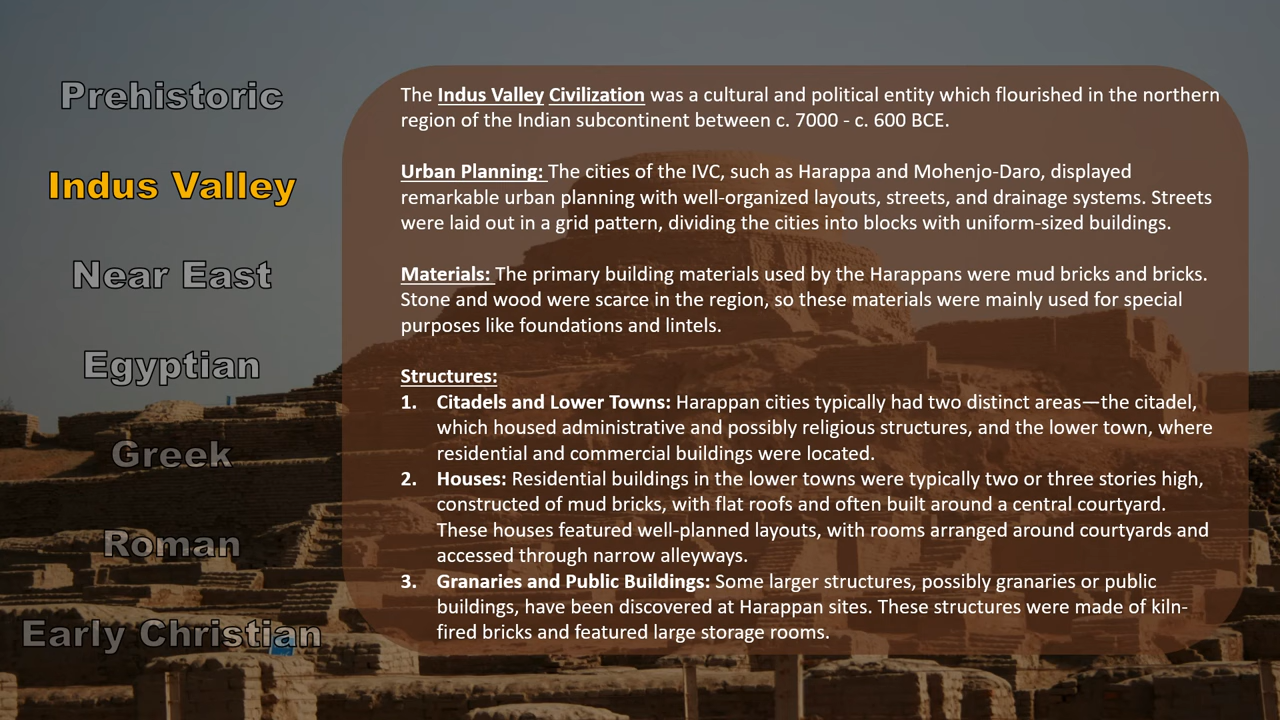 Prehistoric
Indus Valley
Near East
Egyptian
Greek
Roman
Early Christian
The Indus Valley Civilization was a cultural and political entity which flourished in the northern
region of the Indian subcontinent between c. 7000 - c. 600 BCE.
Urban Planning: The cities of the IVC, such as Harappa and Mohenjo-Daro, displayed
remarkable urban planning with well-organized layouts, streets, and drainage systems. Streets
were laid out in a grid pattern, dividing the cities into blocks with uniform-sized buildings.
Materials: The primary building materials used by the Harappans were mud bricks and bricks.
Stone and wood were scarce in the region, so these materials were mainly used for special
purposes like foundations and lintels.
Structures:
1. Citadels and Lower Towns: Harappan cities typically had two distinct areas—the citadel,
which housed administrative and possibly religious structures, and the lower town, where
residential and commercial buildings were located.
2. Houses: Residential buildings in the lower towns were typically two or three stories high,
constructed of mud bricks, with flat roofs and often built around a central courtyard.
These houses featured well-planned layouts, with rooms arranged around courtyards and
accessed through narrow alleyways.
3. Granaries and Public Buildings: Some larger structures, possibly granaries or public
buildings, have been discovered at Harappan sites. These structures were made of kiln-
fired bricks and featured large storage rooms.